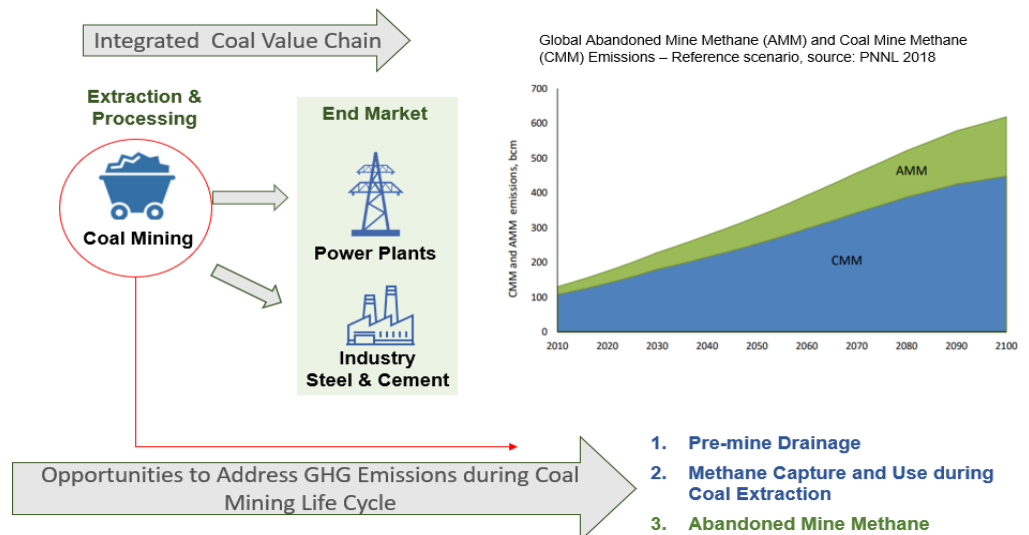 Integrated Coal Value Chain
Extraction &
Processing
Coal Mining
End Market
Power Plants
Industry
Steel & Cement
Global Abandoned Mine Methane (AMM) and Coal Mine Methane
(CMM) Emissions – Reference scenario, source: PNNL 2018
CMM and AMM emissions, bcm
700
600
500
400
300
200
100
0
AMM
CMM
2010 2020 2030 2040 2050 2060 2070 2080 2090 2100
Opportunities to Address GHG Emissions during Coal
Mining Life Cycle
1. Pre-mine Drainage
2. Methane Capture and Use during
Coal Extraction
3. Abandoned Mine Methane